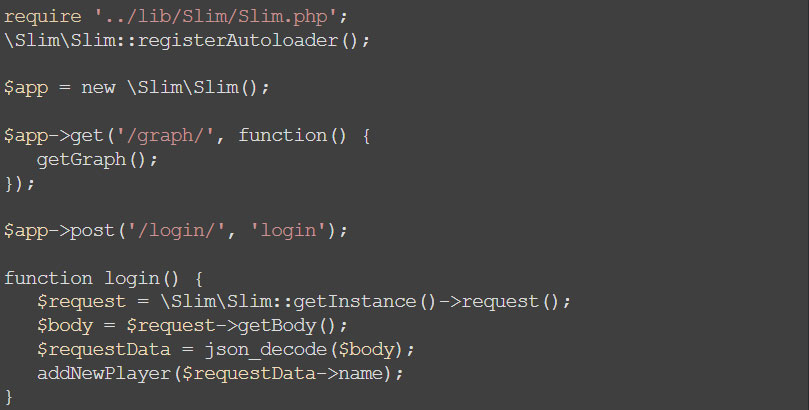 require '../lib/Slim/Slim.php';
\Slim\Slim::registerAutoloader();
$app = new \Slim\Slim();
$app->get('/graph/', function() {
getGraph();
});
$app->post('/login/', 'login');
function login() {
$request = \Slim\Slim::getInstance()->request();
$body = $request->getBody();
$requestData = json_decode($body);
addNewPlayer($requestData->name);
}